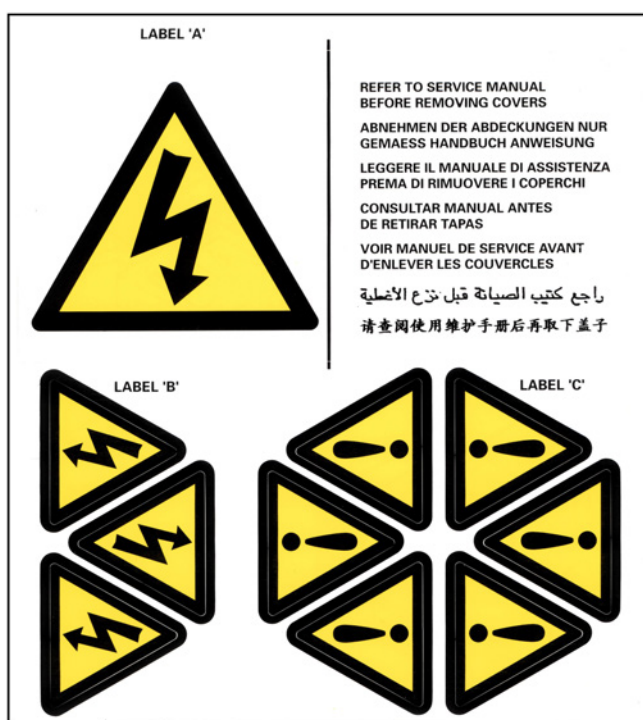 LABEL 'A'
REFER TO SERVICE MANUAL
BEFORE REMOVING COVERS
ABNEHMEN DER ABDECKUNGEN NUR
GEMAESS HANDBUCH ANWEISUNG
LEGGERE IL MANUALE DI ASSISTENZA
PREMA DI RIMUOVERE I COPERCHI
CONSULTAR MANUAL ANTES
DE RETIRAR TAPAS
VOIR MANUEL DE SERVICE AVANT
D'ENLEVER LES COUVERCLES
راجع كتيب الصيانة قبل نزع الأغطية
请查阅使用维护手册后再取下盖子
LABEL 'B'
LABEL 'C'